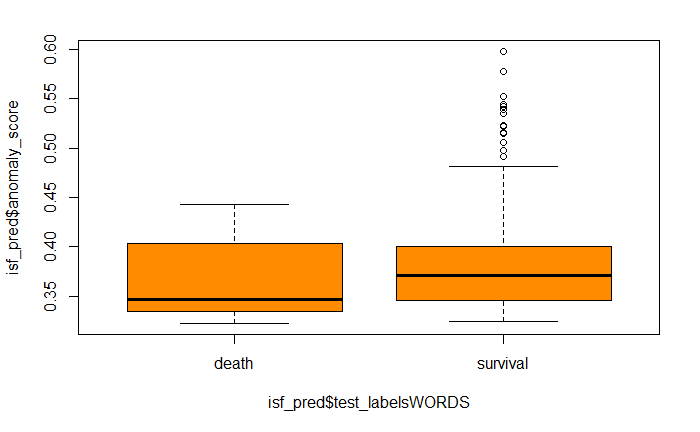 isf_pred$anomaly_score
0.60
0.55
0.50
0.45
0.40
0.35
death
survival
isf_pred$test_labelsWORDS